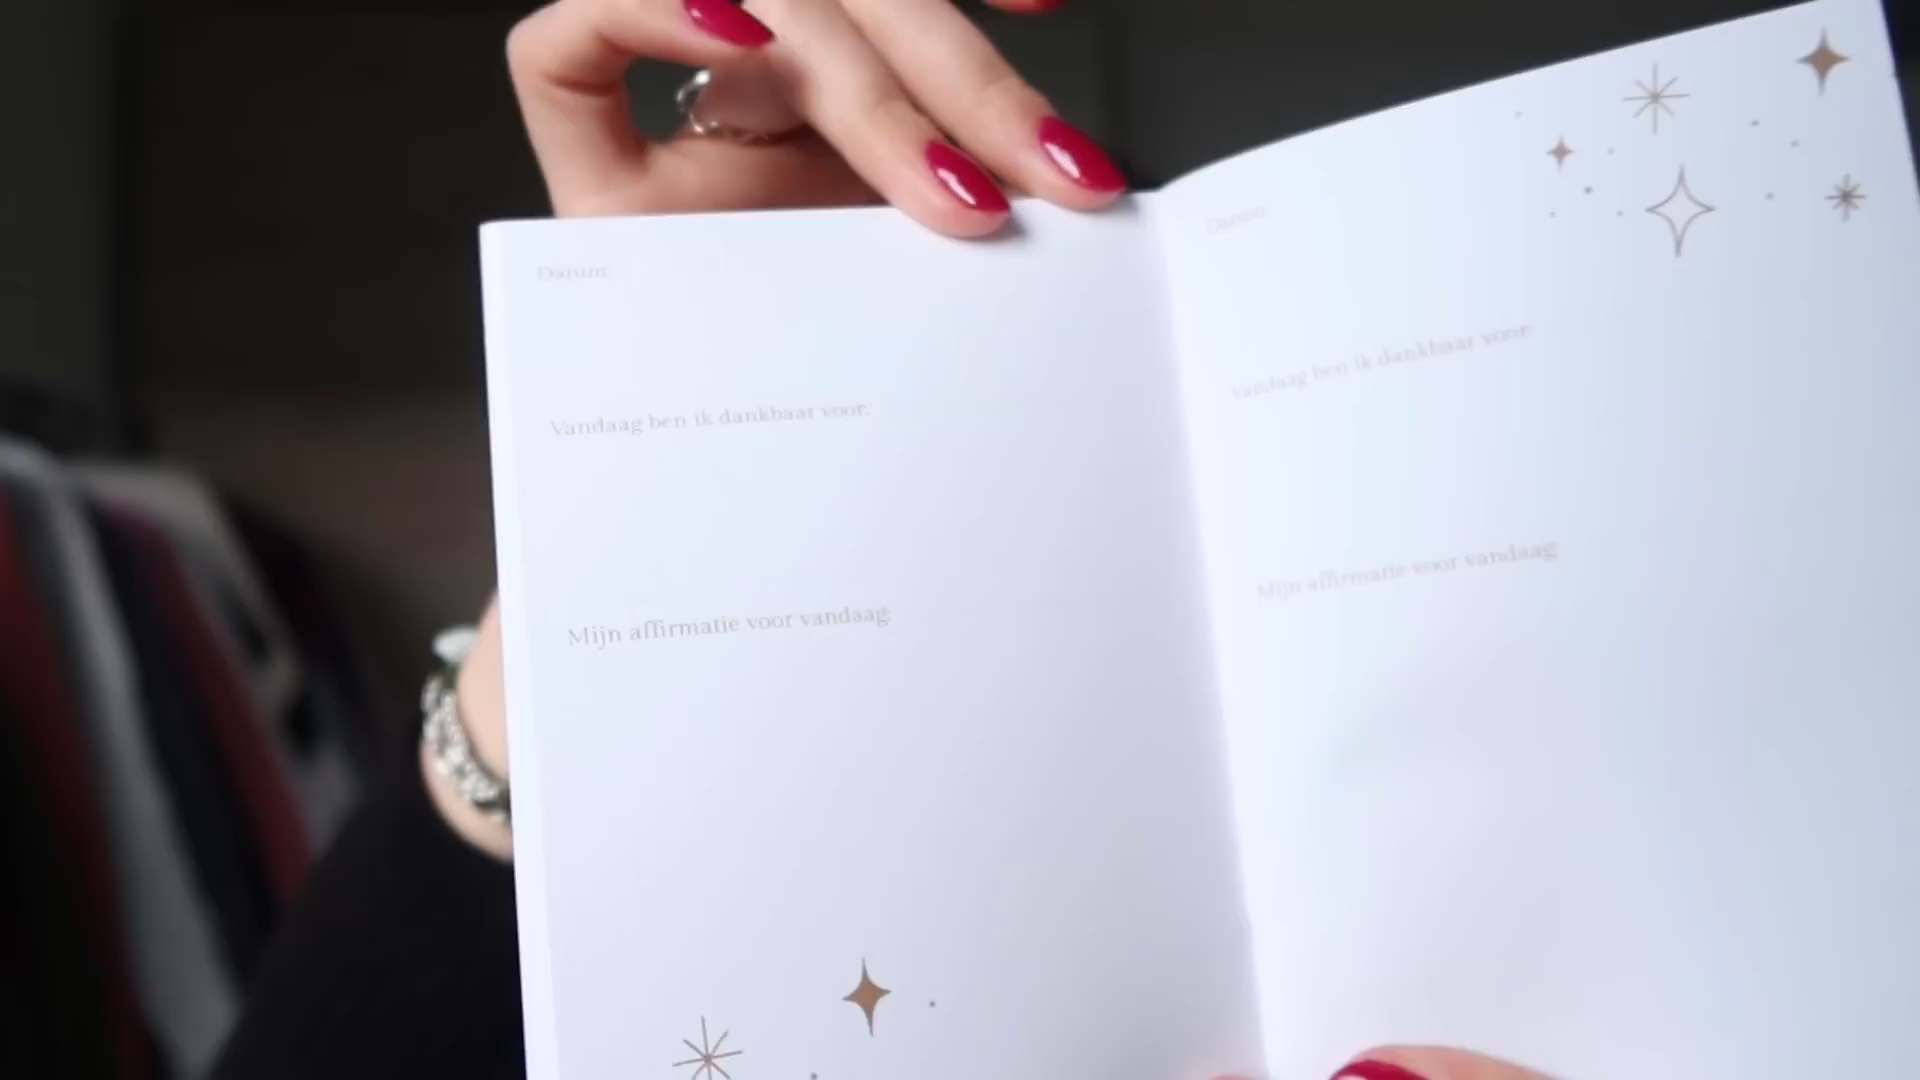 Datum:
Vandaag ben ik dankbaar voor:
Mijn affirmatie voor vandaag:
Datum:
Vandaag ben ik dankbaar voor:
Mijn affirmatie voor vandaag: